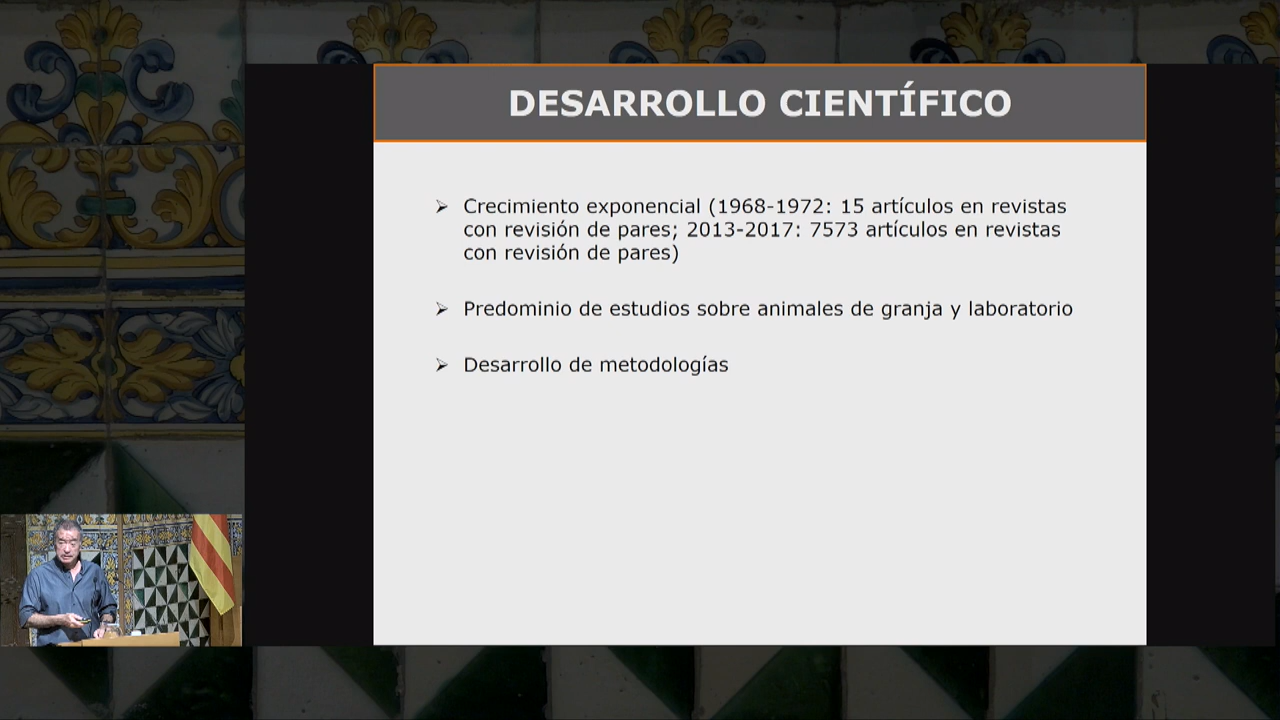 DESARROLLO CIENTÍFICO
➢ Crecimiento exponencial (1968-1972: 15 artículos en revistas
con revisión de pares; 2013-2017: 7573 artículos en revistas
con revisión de pares)
➢ Predominio de estudios sobre animales de granja y laboratorio
➢ Desarrollo de metodologías